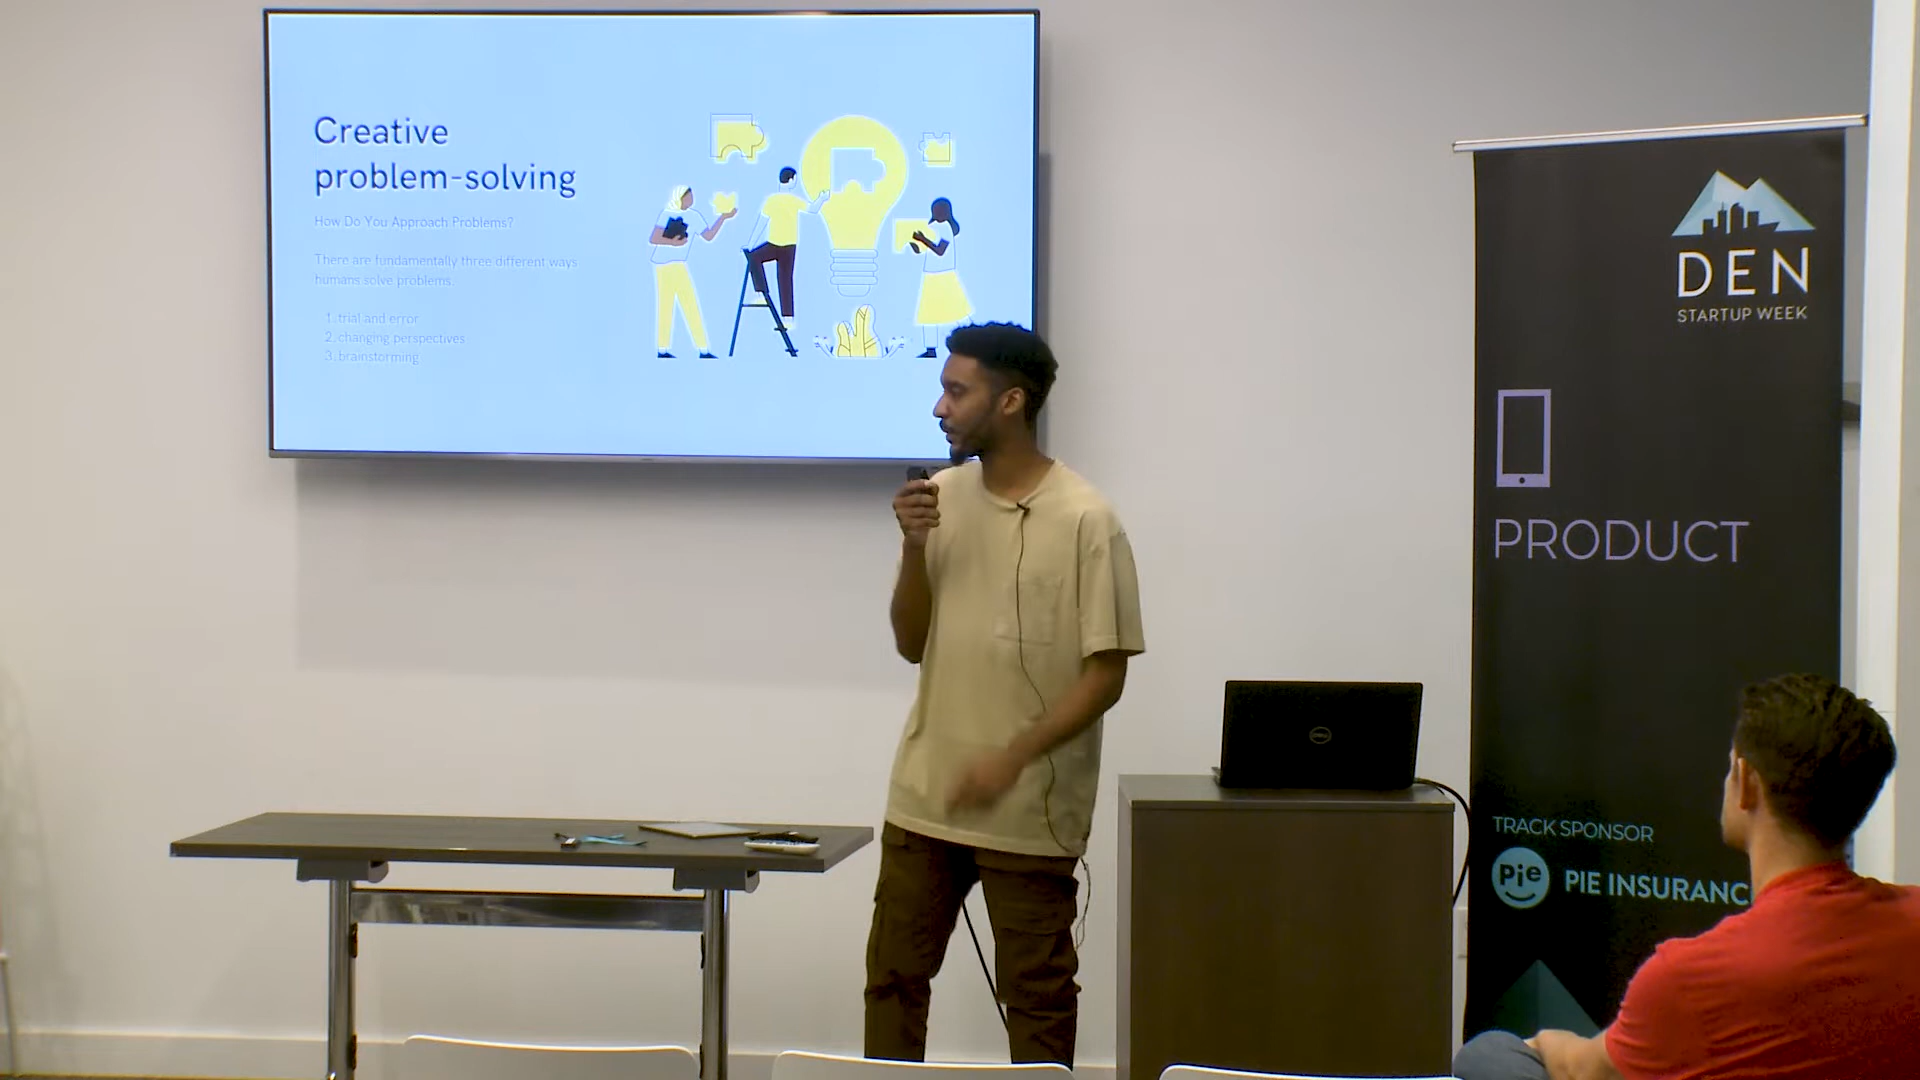 Creative
problem-solving
How Do You Approach Problems?
There are fundamentally three different ways
humans solve problems.
1. trial and error
2. changing perspectives
3. brainstorming
DEN
STARTUP WEEK
PRODUCT
TRACK SPONSOR
pie PIE INSURANC
DELL